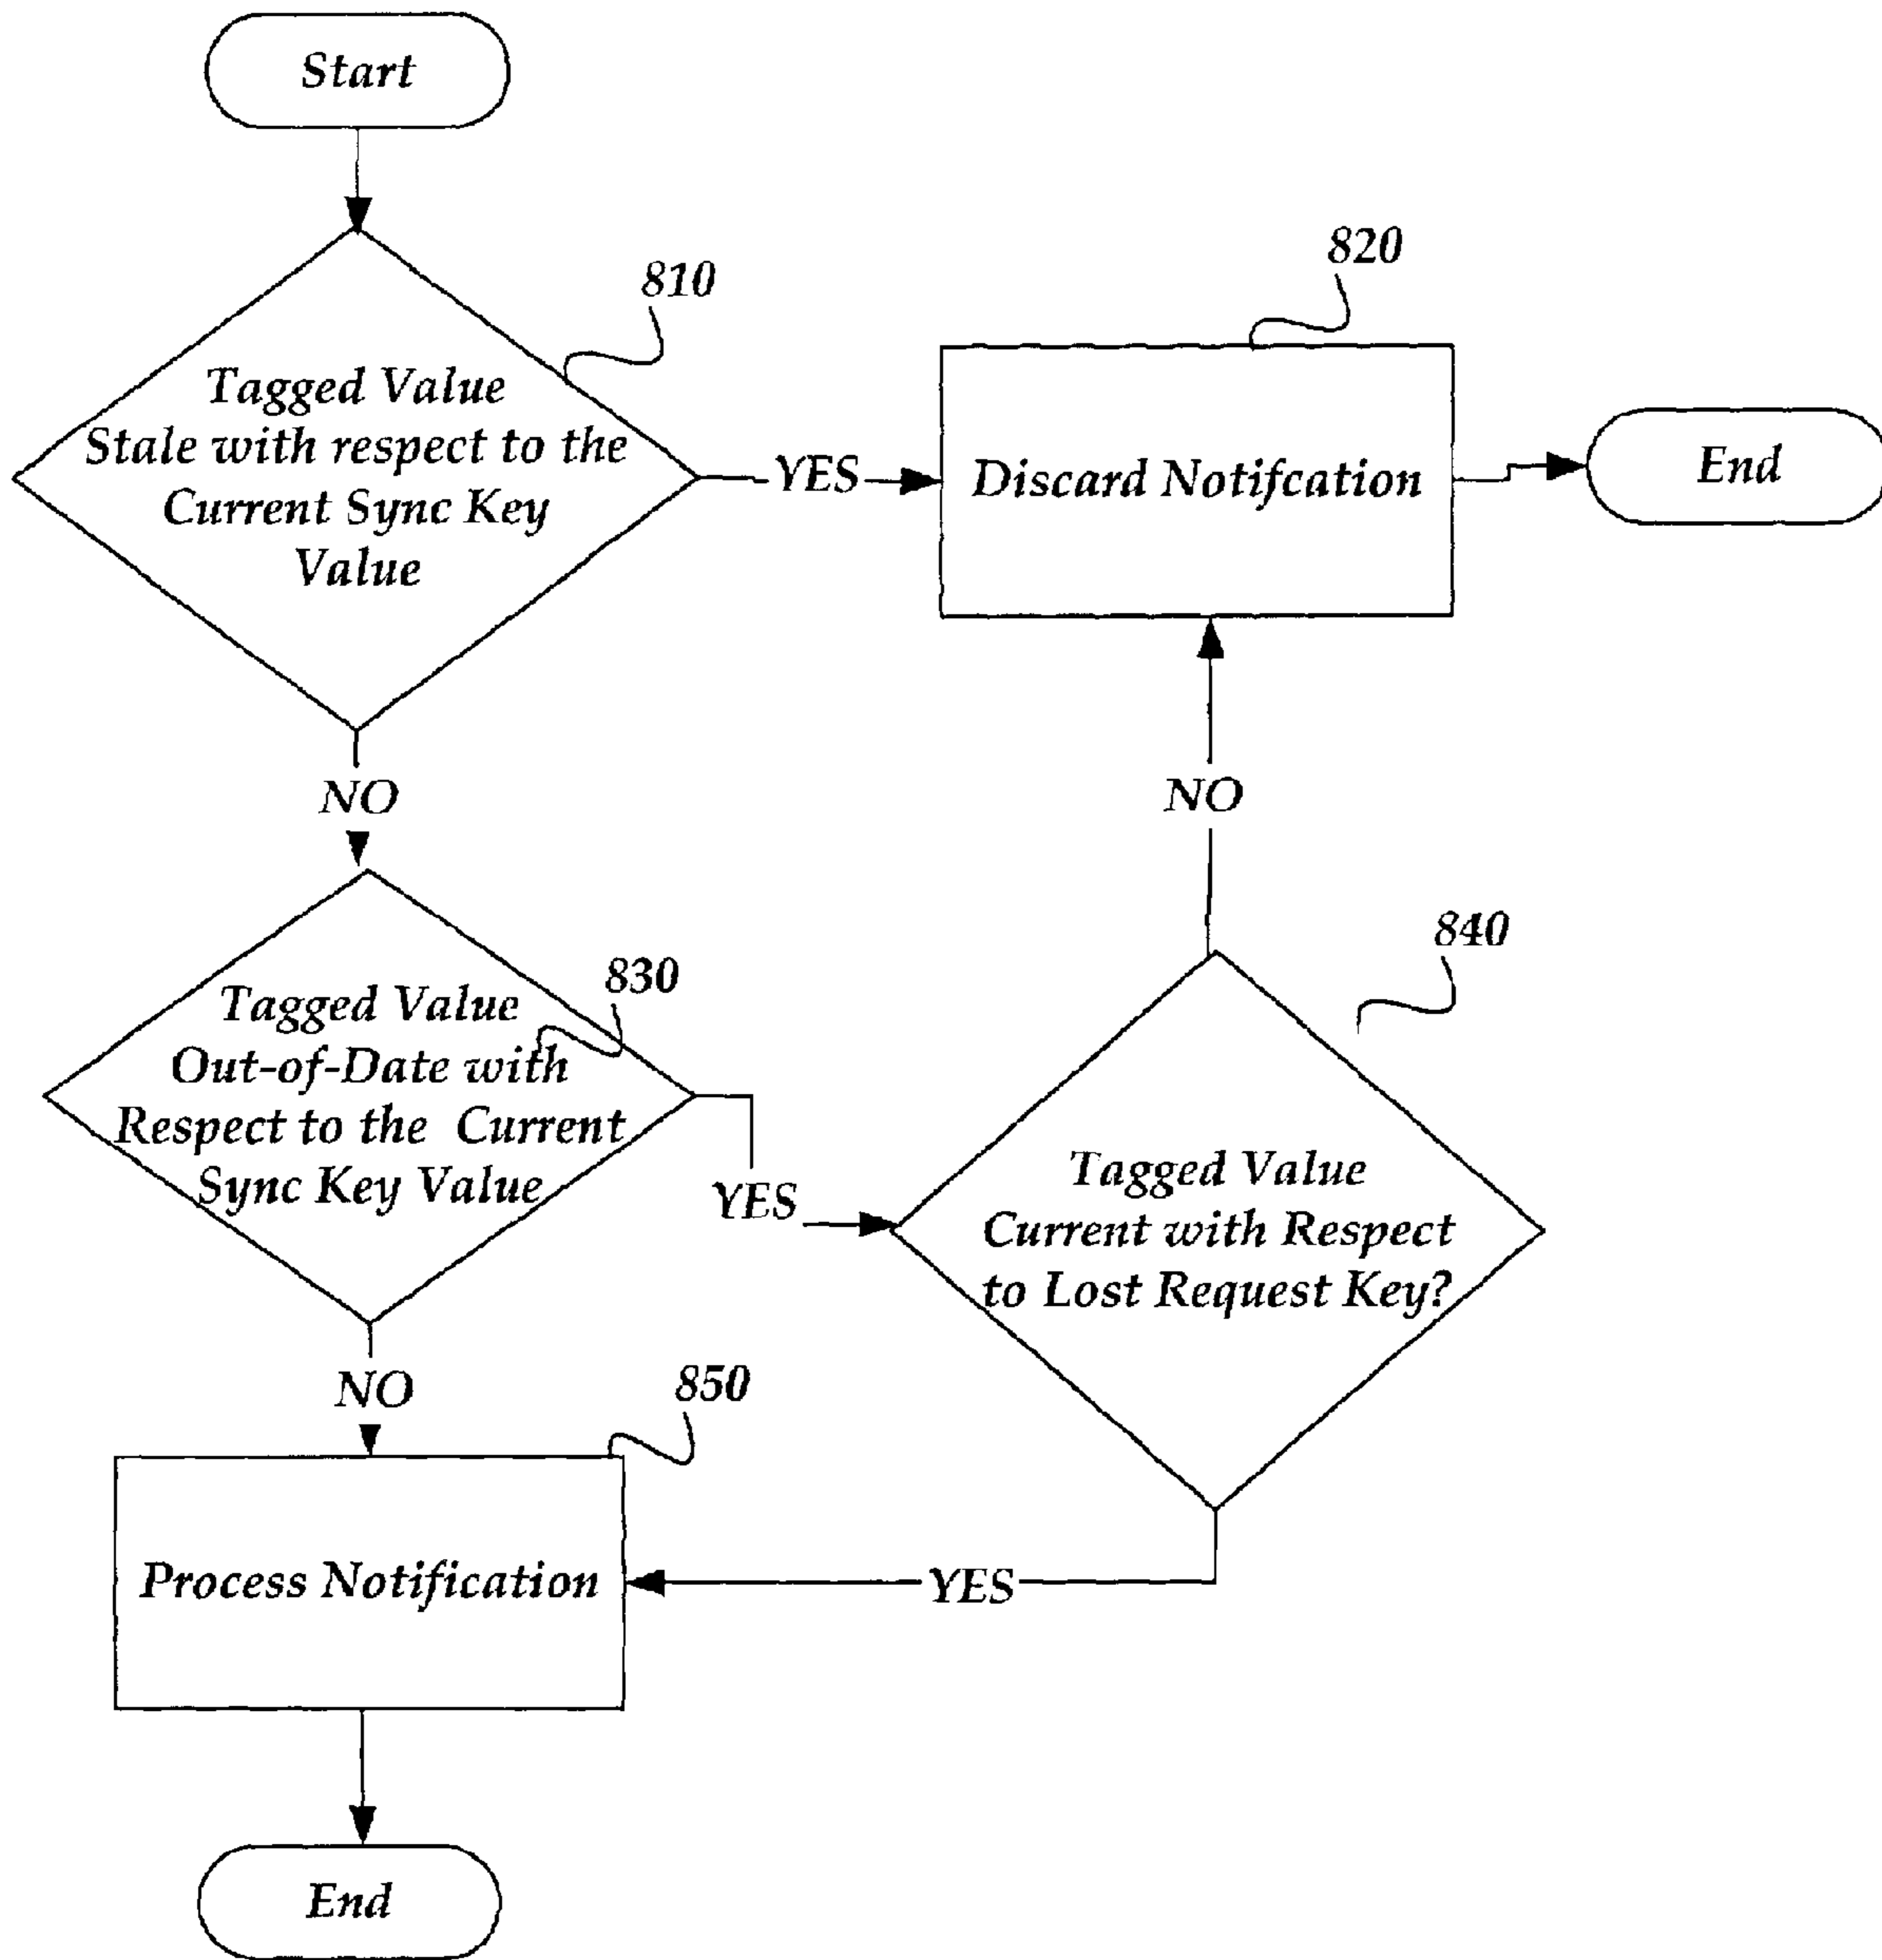 Start
810
Tagged Value
Stale with respect to the
Current Sync Key
Value
YES
820
Discard Notifcation
End
NO
NO
830
Tagged Value
Out-of-Date with
Respect to the Current
Sync Key Value
YES
840
Tagged Value
Current with Respect
to Lost Request Key?
NO
850
Process Notification
YES
End